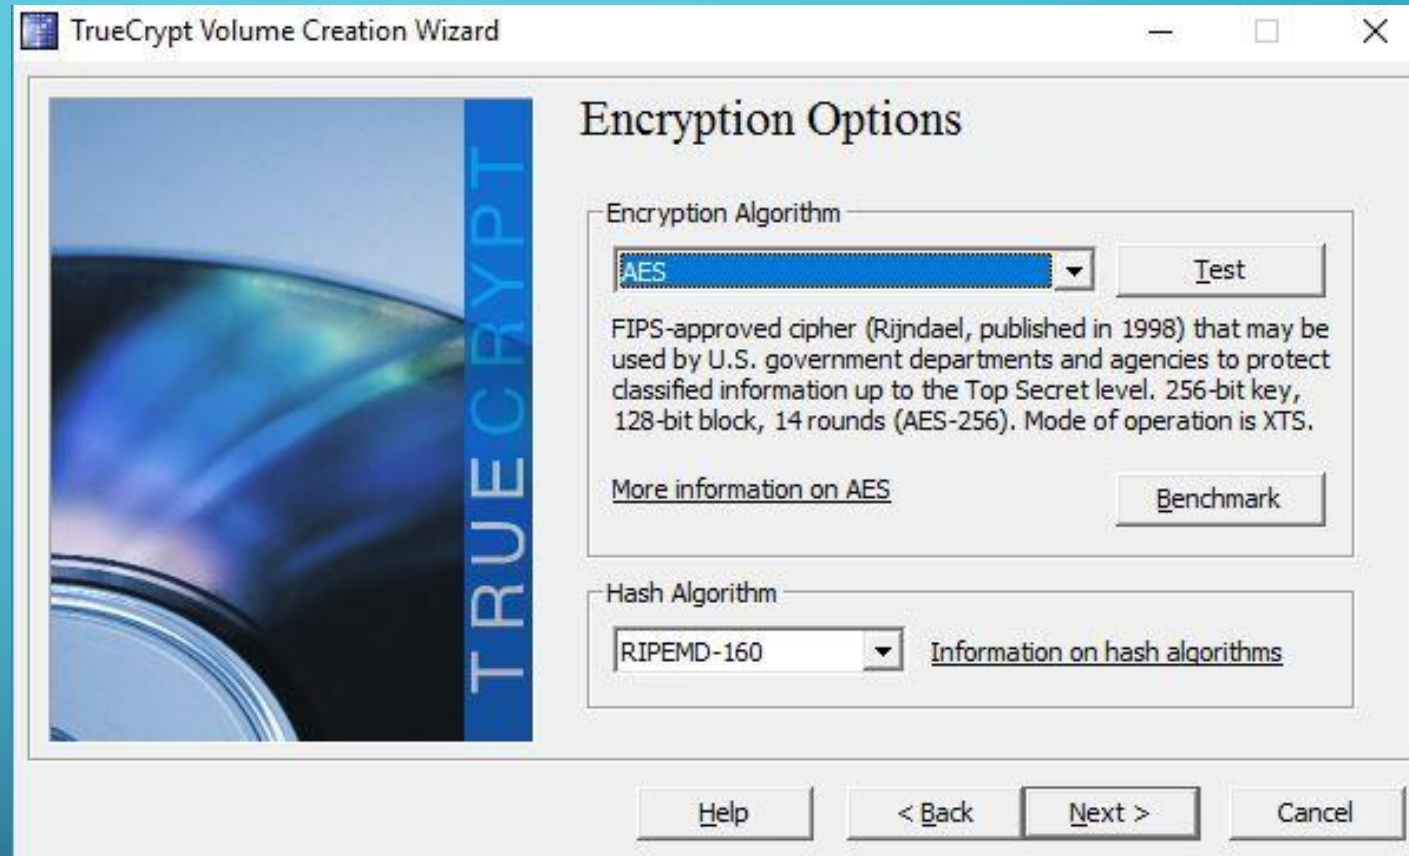 TrueCrypt Volume Creation Wizard
TRUECRYPT
Encryption Options
Encryption Algorithm
AES
Test
FIPS-approved cipher (Rijndael, published in 1998) that may be
used by U.S. government departments and agencies to protect
classified information up to the Top Secret level. 256-bit key,
128-bit block, 14 rounds (AES-256). Mode of operation is XTS.
More information on AES
Benchmark
Hash Algorithm
RIPEMD-160
Information on hash algorithms
Help
< Back
Next >
Cancel